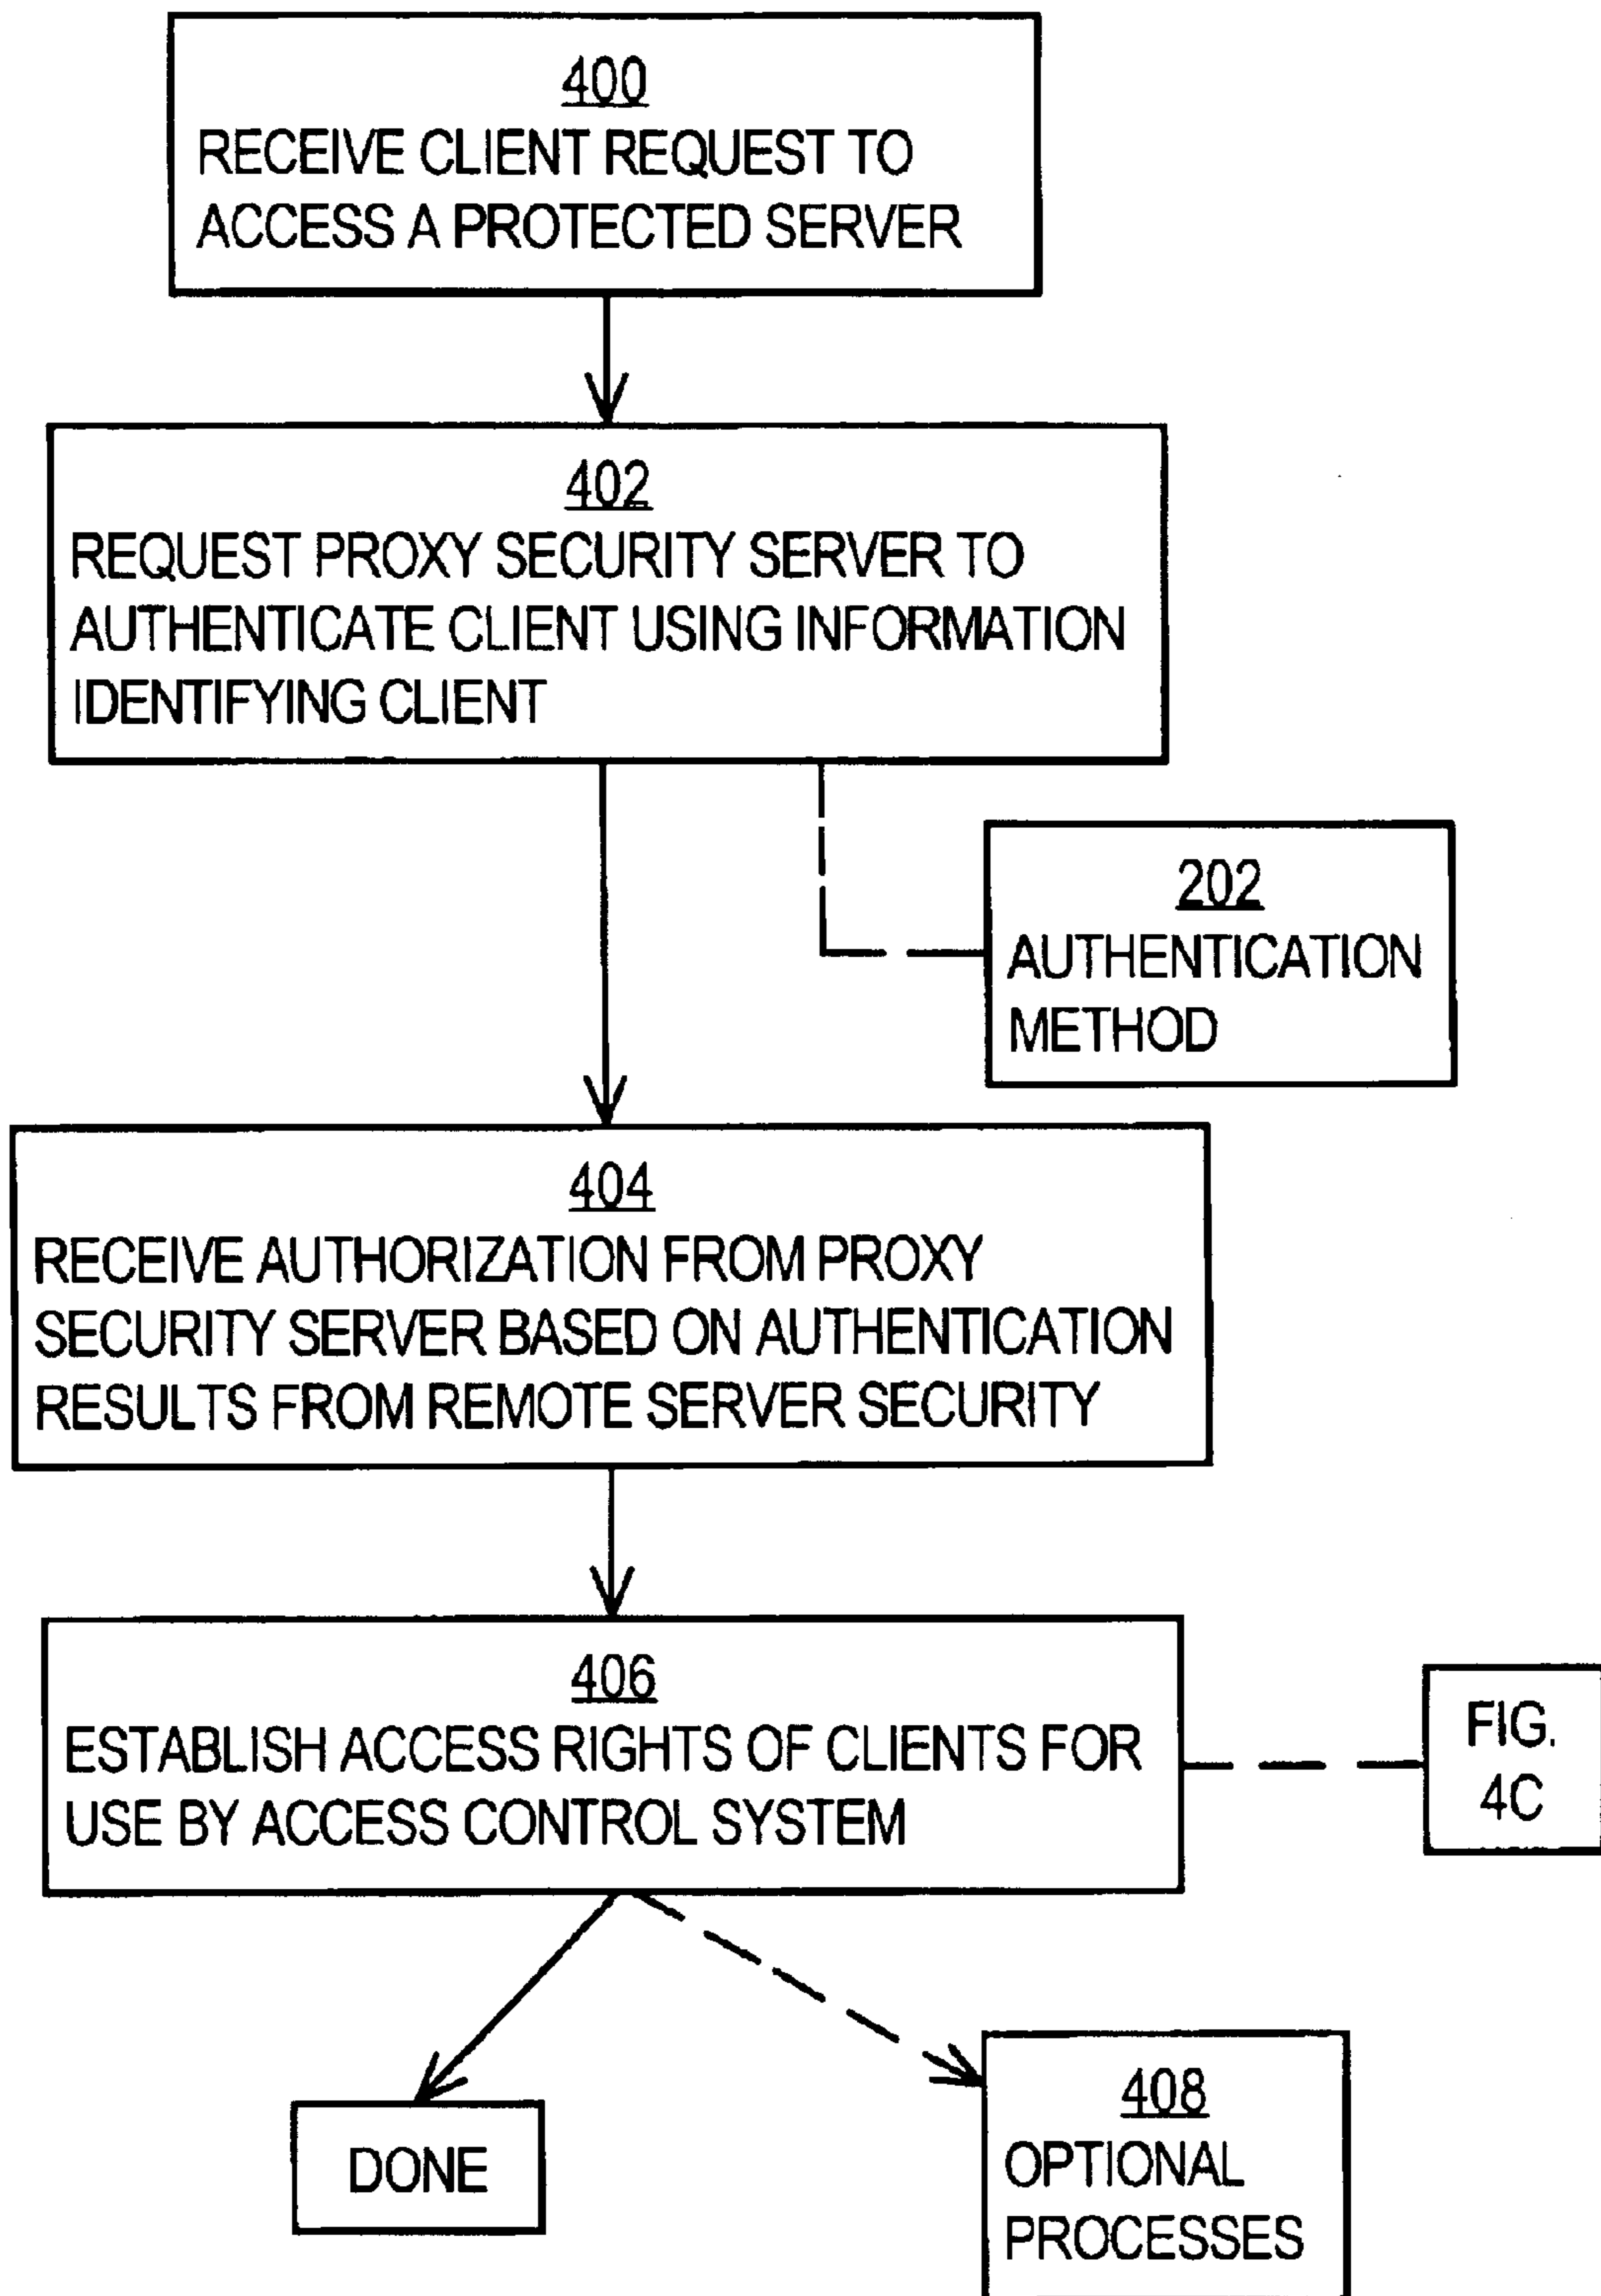 400
RECEIVE CLIENT REQUEST TO
ACCESS A PROTECTED SERVER
402
REQUEST PROXY SECURITY SERVER TO
AUTHENTICATE CLIENT USING INFORMATION
IDENTIFYING CLIENT
202
AUTHENTICATION
METHOD
404
RECEIVE AUTHORIZATION FROM PROXY
SECURITY SERVER BASED ON AUTHENTICATION
RESULTS FROM REMOTE SERVER SECURITY
406
ESTABLISH ACCESS RIGHTS OF CLIENTS FOR
USE BY ACCESS CONTROL SYSTEM
FIG.
4C
DONE
408
OPTIONAL
PROCESSES